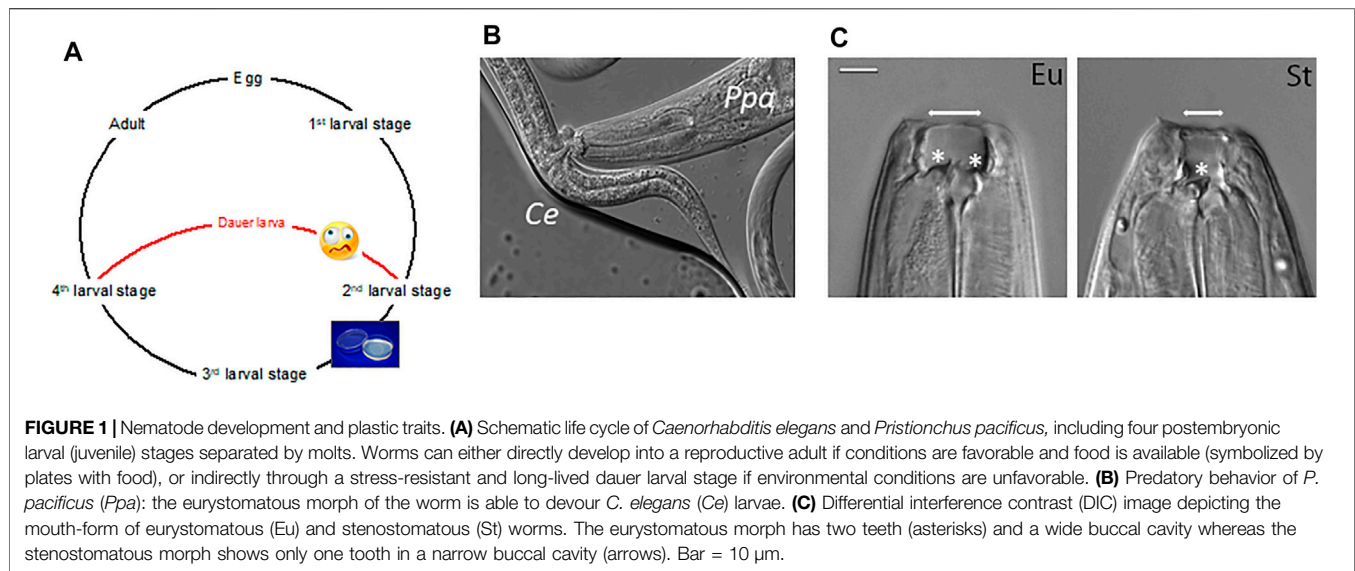 A
Egg
Adult
1st larval stage
Dauer larva
4th larval stage
2nd larval stage
3rd larval stage
B
Ppa
Ce
C
Eu
*
*
St
*
FIGURE 1 | Nematode development and plastic traits. (A) Schematic life cycle of Caenorhabditis elegans and Pristionchus pacificus, including four postembryonic
larval (juvenile) stages separated by molts. Worms can either directly develop into a reproductive adult if conditions are favorable and food is available (symbolized by
plates with food), or indirectly through a stress-resistant and long-lived dauer larval stage if environmental conditions are unfavorable. (B) Predatory behavior of P.
pacificus (Ppa): the eurystomatous morph of the worm is able to devour C. elegans (Ce) larvae. (C) Differential interference contrast (DIC) image depicting the
mouth-form of eurystomatous (Eu) and stenostomatous (St) worms. The eurystomatous morph has two teeth (asterisks) and a wide buccal cavity whereas the
stenostomatous morph shows only one tooth in a narrow buccal cavity (arrows). Bar = 10 μm.